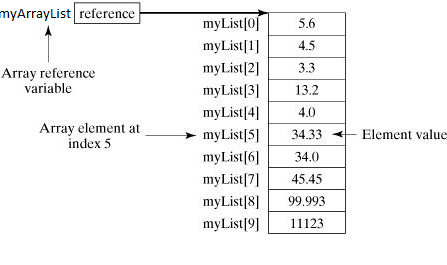 myArrayList reference
myList[0] 5.6
myList[1] 4.5
myList[2] 3.3
myList[3] 13.2
myList[4] 4.0
myList[5] 34.33
myList[6] 34.0
myList[7] 45.45
myList[8] 99.993
myList[9] 11123
Array reference
variable
Array element at
index 5
Element value